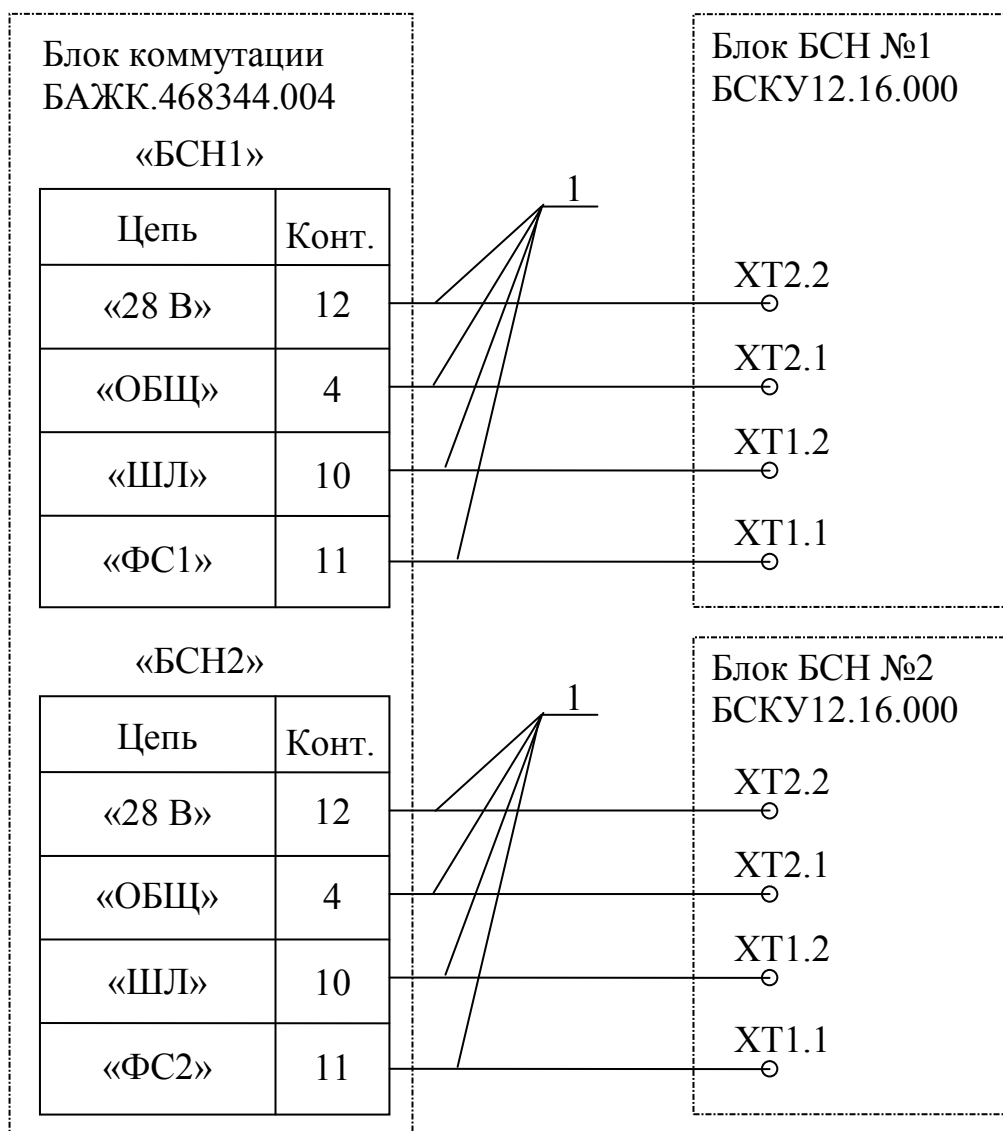 Блок коммутации
БАЖК.468344.004
«БСН1»
Цепь Конт.
«28 В» 12
«ОБЩ» 4
«ШЛ» 10
«ФС1» 11
1
Блок БСН №1
БСКУ12.16.000
ХТ2.2
ХТ2.1
ХТ1.2
ХТ1.1
«БСН2»
Цепь Конт.
«28 В» 12
«ОБЩ» 4
«ШЛ» 10
«ФС2» 11
1
Блок БСН №2
БСКУ12.16.000
ХТ2.2
ХТ2.1
ХТ1.2
ХТ1.1